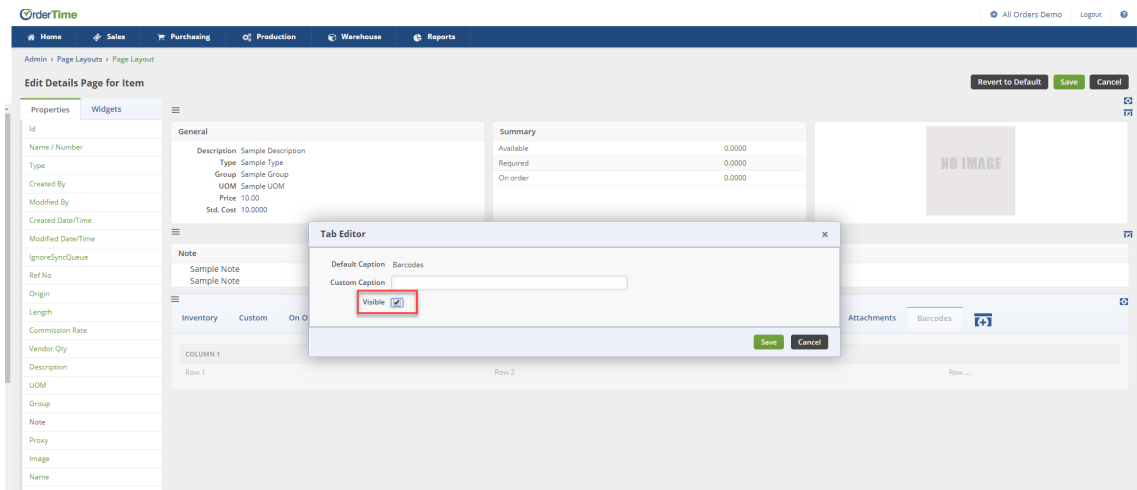 OrderTime
All Orders Demo Logout
Home Sales Purchasing Production Warehouse Reports
Admin › Page Layouts › Page Layout
Edit Details Page for Item
Revert to Default Save Cancel
Properties Widgets
Id
Name / Number
Type
Created By
Modified By
Created Date/Time
Modified Date/Time
IgnoreSyncQueue
Ref No
Origin
Length
Commission Rate
Vendor Qty
Description
UOM
Group
Note
Proxy
Image
Name
General
Description Sample Description
Type Sample Type
Group Sample Group
UOM Sample UOM
Price 10.00
Std. Cost 10.0000
Summary
Available 0.0000
Required 0.0000
On order 0.0000
NO IMAGE
Note
Sample Note
Sample Note
Tab Editor
Default Caption Barcodes
Custom Caption
Visible
Save Cancel
Inventory Custom On O Attachments Barcodes
COLUMN 1
Row 1 Row 2 Row ...